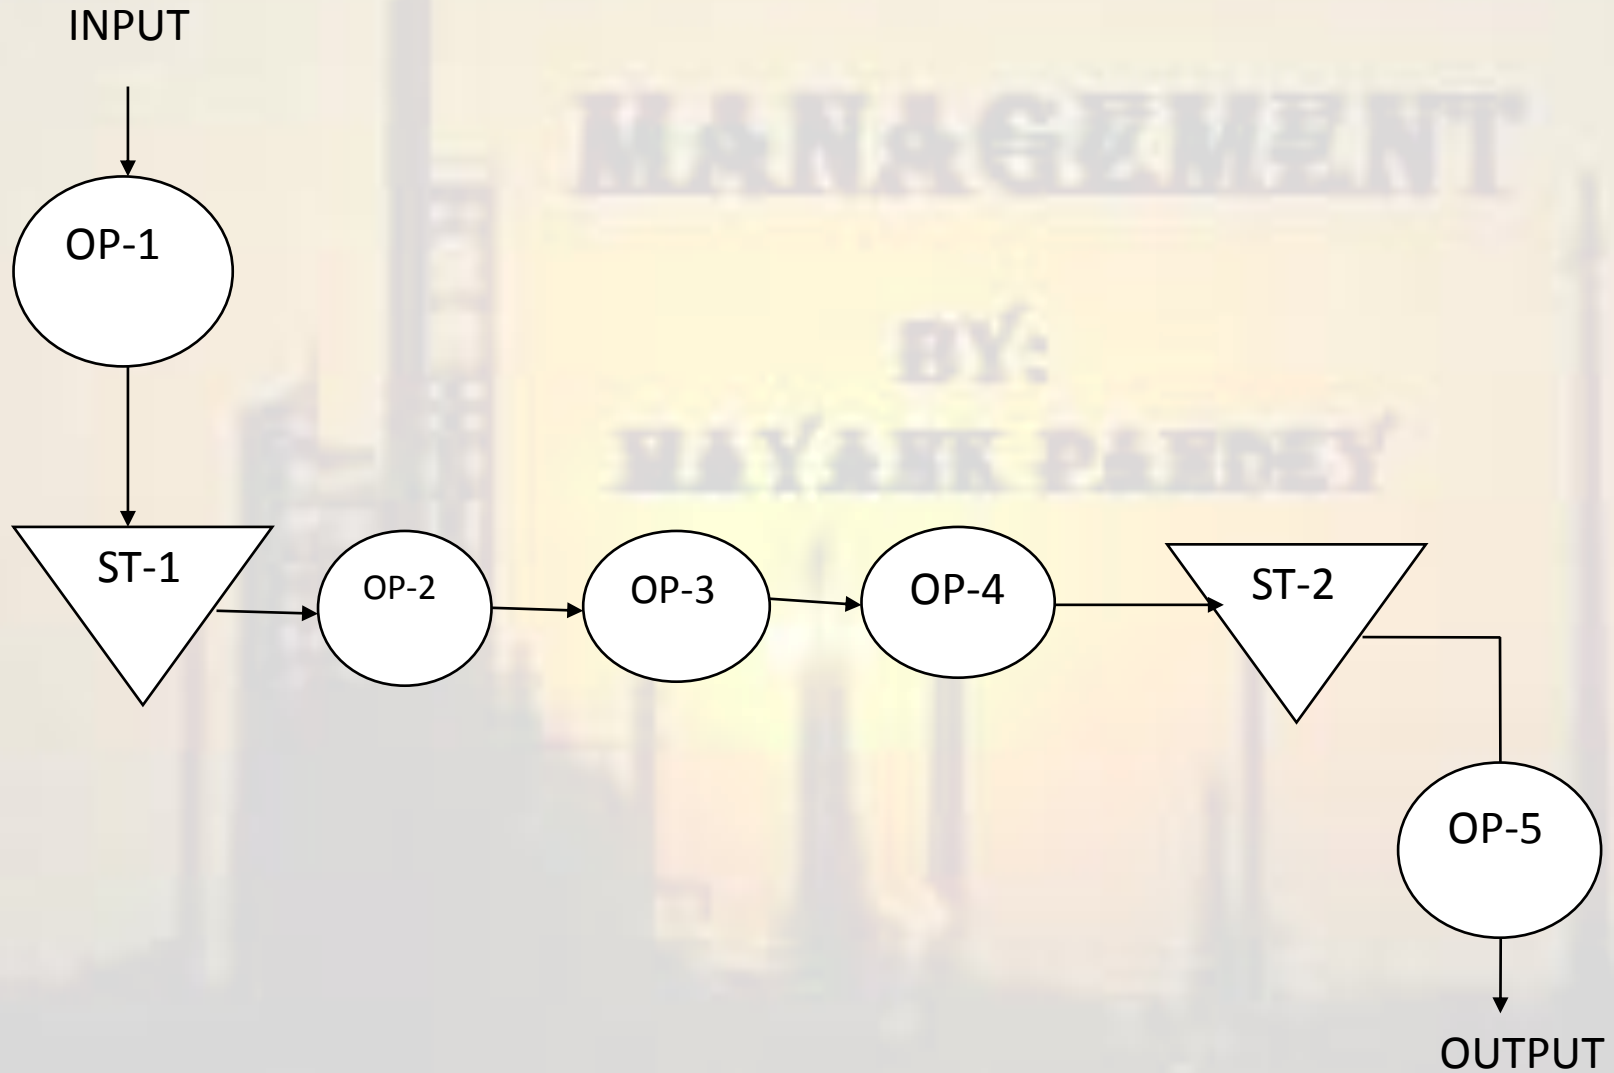 INPUT
MANAGEMENT
OP-1
BY:
MAYANK PANDEY
ST-1
OP-2
OP-3
OP-4
ST-2
OP-5
OUTPUT